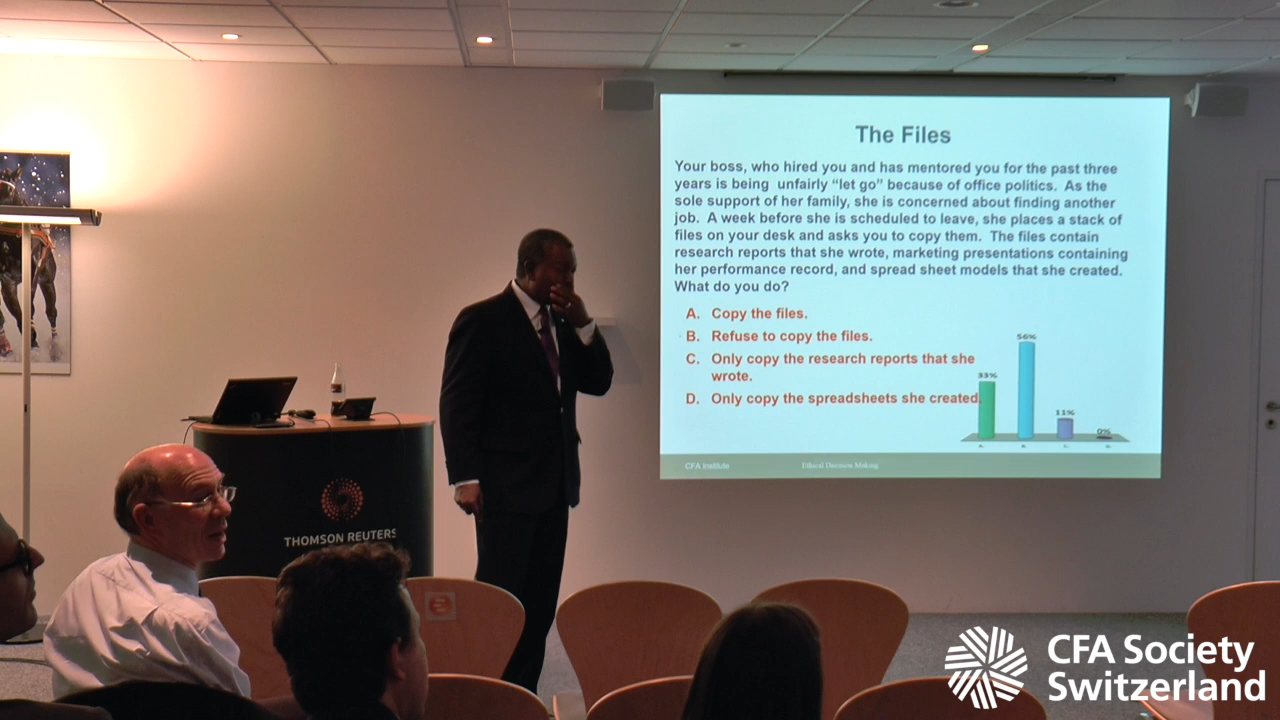 The Files
Your boss, who hired you and has mentored you for the past three
years is being unfairly “let go” because of office politics. As the
sole support of her family, she is concerned about finding another
job. A week before she is scheduled to leave, she places a stack of
files on your desk and asks you to copy them. The files contain
research reports that she wrote, marketing presentations containing
her performance record, and spread sheet models that she created.
What do you do?
A. Copy the files.
B. Refuse to copy the files.
C. Only copy the research reports that she
wrote.
D. Only copy the spreadsheets she created.
33%
56%
11%
0%
CFA Institute
Ethical Decision Making
THOMSON REUTERS
CFA Society
Switzerland